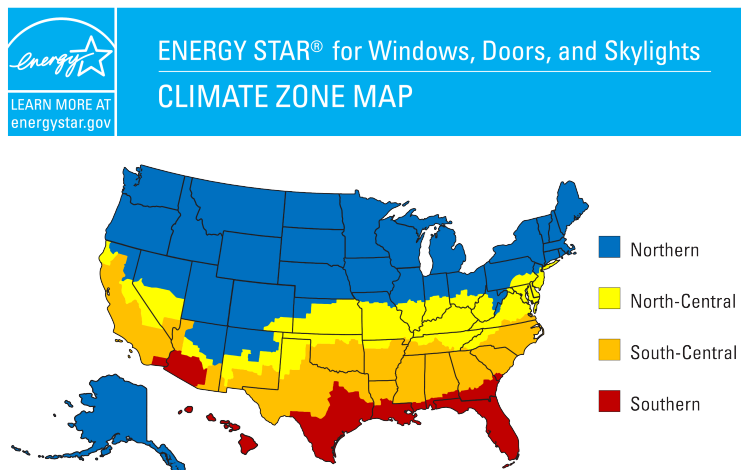 energy
LEARN MORE AT
energystar.gov
ENERGY STAR® for Windows, Doors, and Skylights
CLIMATE ZONE MAP
Northern
North-Central
South-Central
Southern